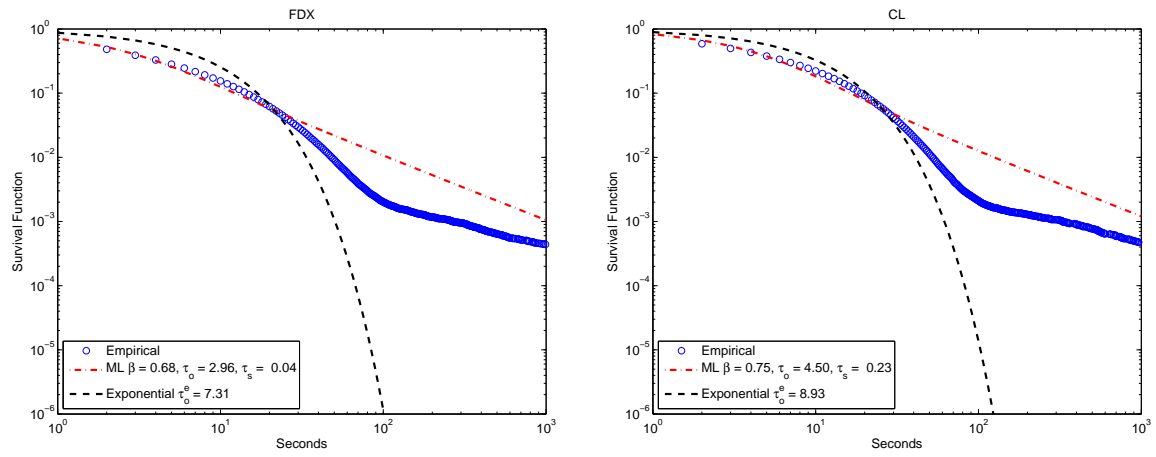 FDX
Survival Function
10^0
10^-1
10^-2
10^-3
10^-4
10^-5
10^-6
Empirical
ML β = 0.68, τ_o = 2.96, τ_s = 0.04
Exponential τ_o^e = 7.31
10^0 10^1 10^2 10^3
Seconds
CL
Survival Function
10^0
10^-1
10^-2
10^-3
10^-4
10^-5
10^-6
Empirical
ML β = 0.75, τ_o = 4.50, τ_s = 0.23
Exponential τ_o^e = 8.93
10^0 10^1 10^2 10^3
Seconds